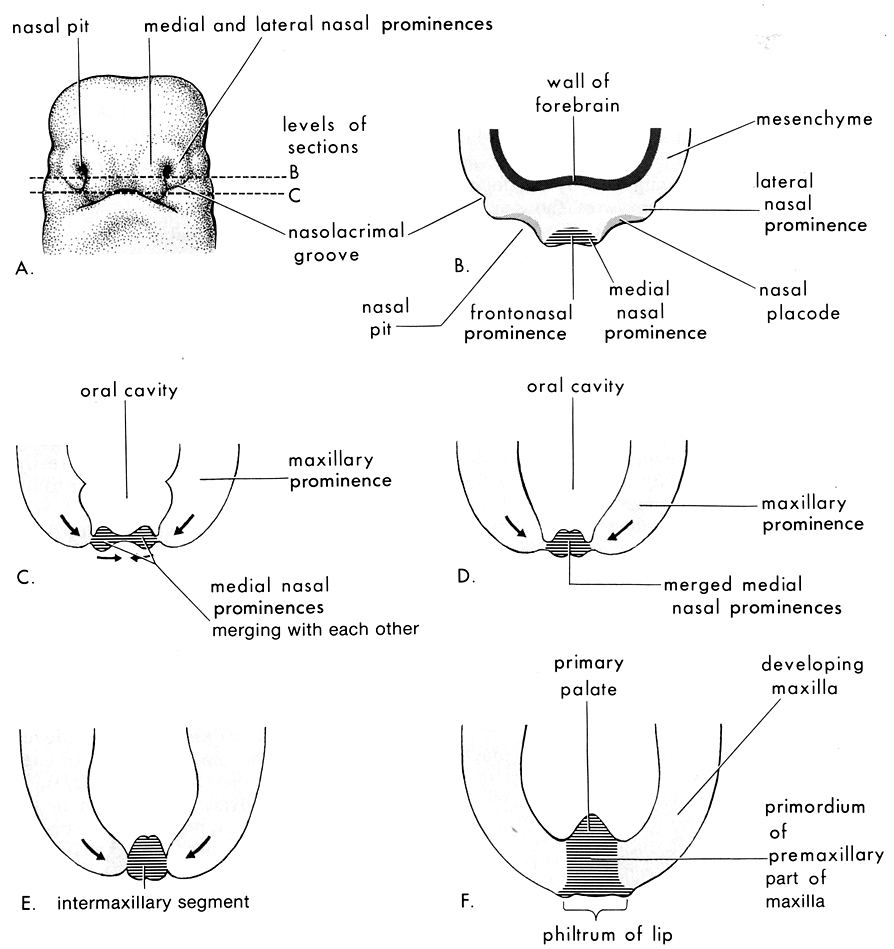 nasal pit
medial and lateral nasal prominences
levels of
sections
B
C
nasolacrimal
groove
A.
wall of
forebrain
mesenchyme
lateral
nasal
prominence
B.
nasal
pit
frontonasal
prominence
medial
nasal
prominence
nasal
placode
oral cavity
maxillary
prominence
C.
medial nasal
prominences
merging with each other
oral cavity
maxillary
prominence
D.
merged medial
nasal prominences
E.
intermaxillary segment
primary
palate
developing
maxilla
primordium
of
premaxillary
part of
maxilla
F.
philtrum of lip